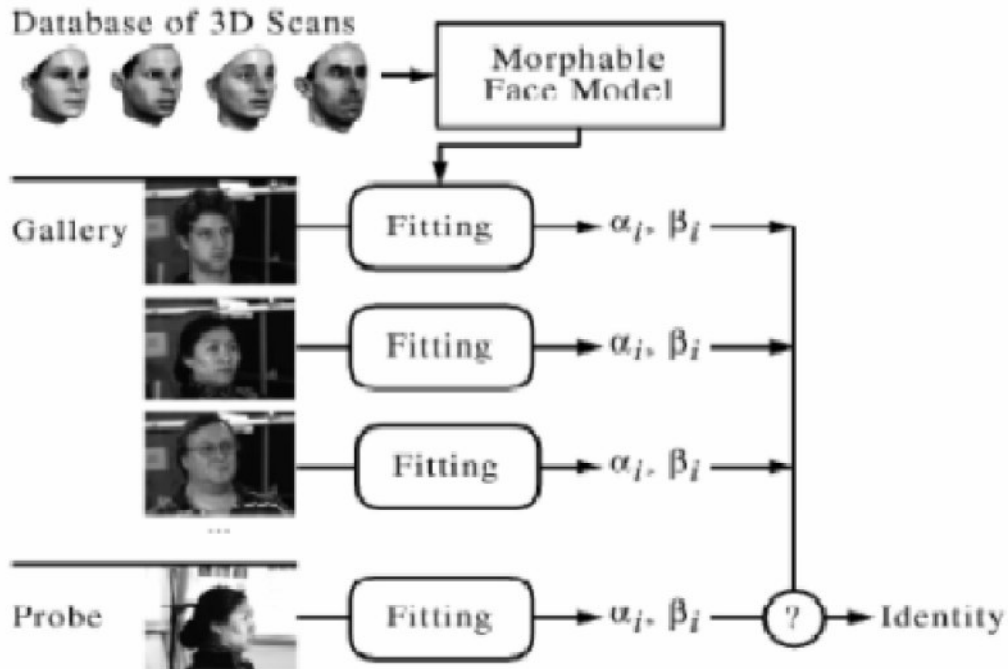 Database of 3D Scans
Morphable
Face Model
Gallery
Fitting
αi, βi
Fitting
αi, βi
Fitting
αi, βi
...
Probe
Fitting
αi, βi
?
Identity